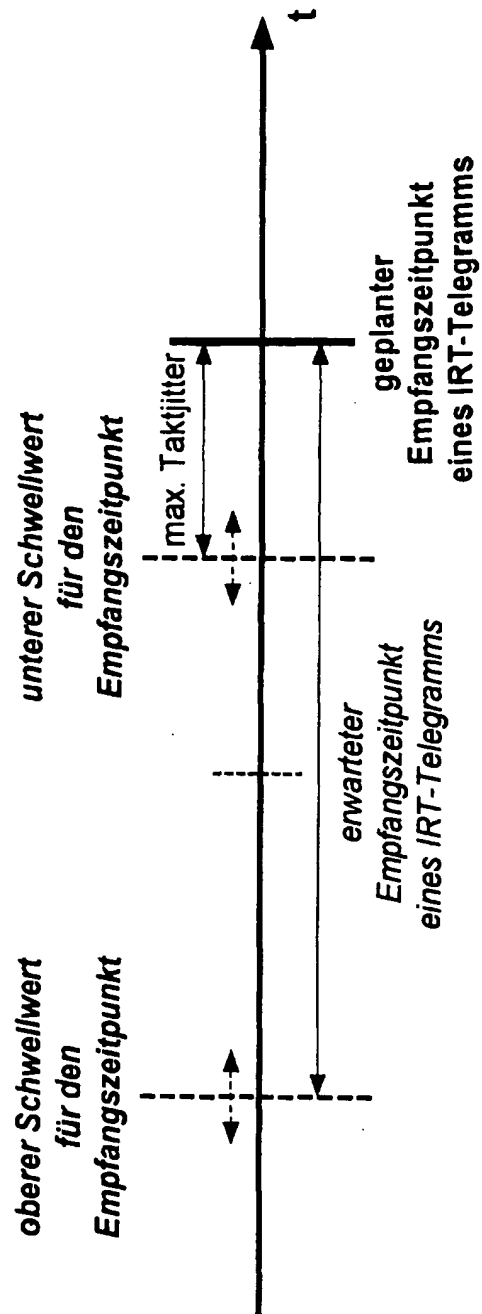 oberer Schwellwert
für den
Empfangszeitpunkt
unterer Schwellwert
für den
Empfangszeitpunkt
max. Taktjitter
t
erwarteter
Empfangszeitpunkt
eines IRT-Telegramms
geplanter
Empfangszeitpunkt
eines IRT-Telegramms